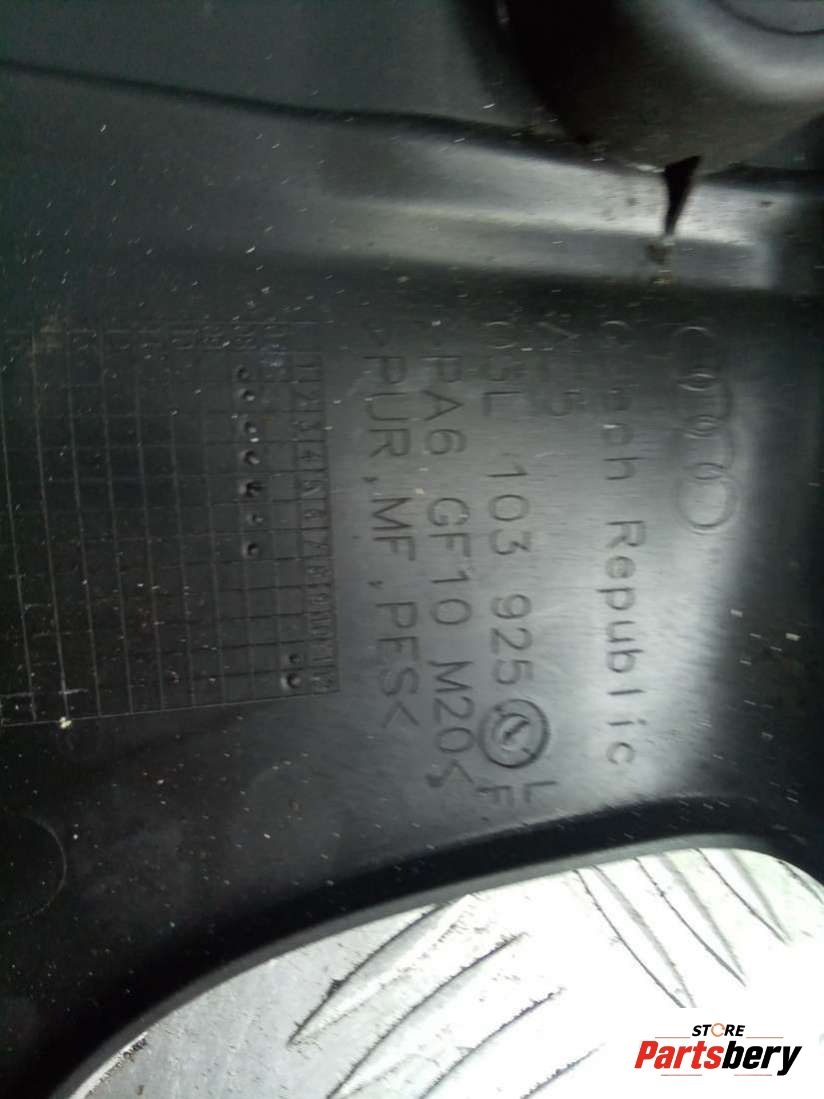 Czech Republic
L
03L 103 925 F
>PA6 GF10 M20<
>PUR,MF,PES<
1 2 3 4 5 6 7 8 9 10 11 12
STORE
Partsbery